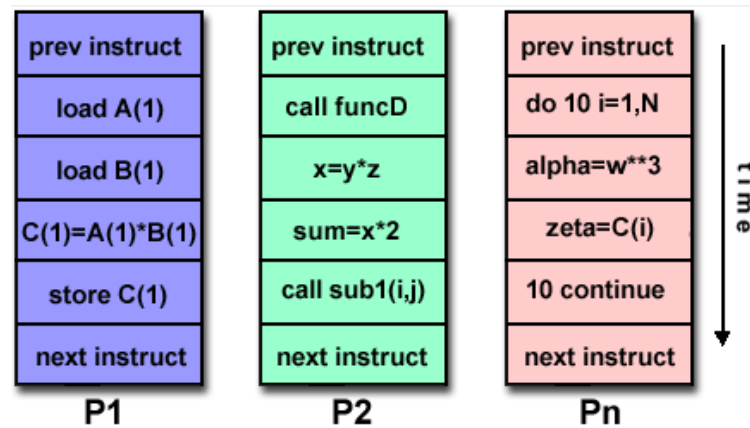 prev instruct
load A(1)
load B(1)
C(1)=A(1)*B(1)
store C(1)
next instruct
P1
prev instruct
call funcD
x=y*z
sum=x*2
call sub1(i,j)
next instruct
P2
prev instruct
do 10 i=1,N
alpha=w**3
zeta=C(i)
10 continue
next instruct
Pn
time